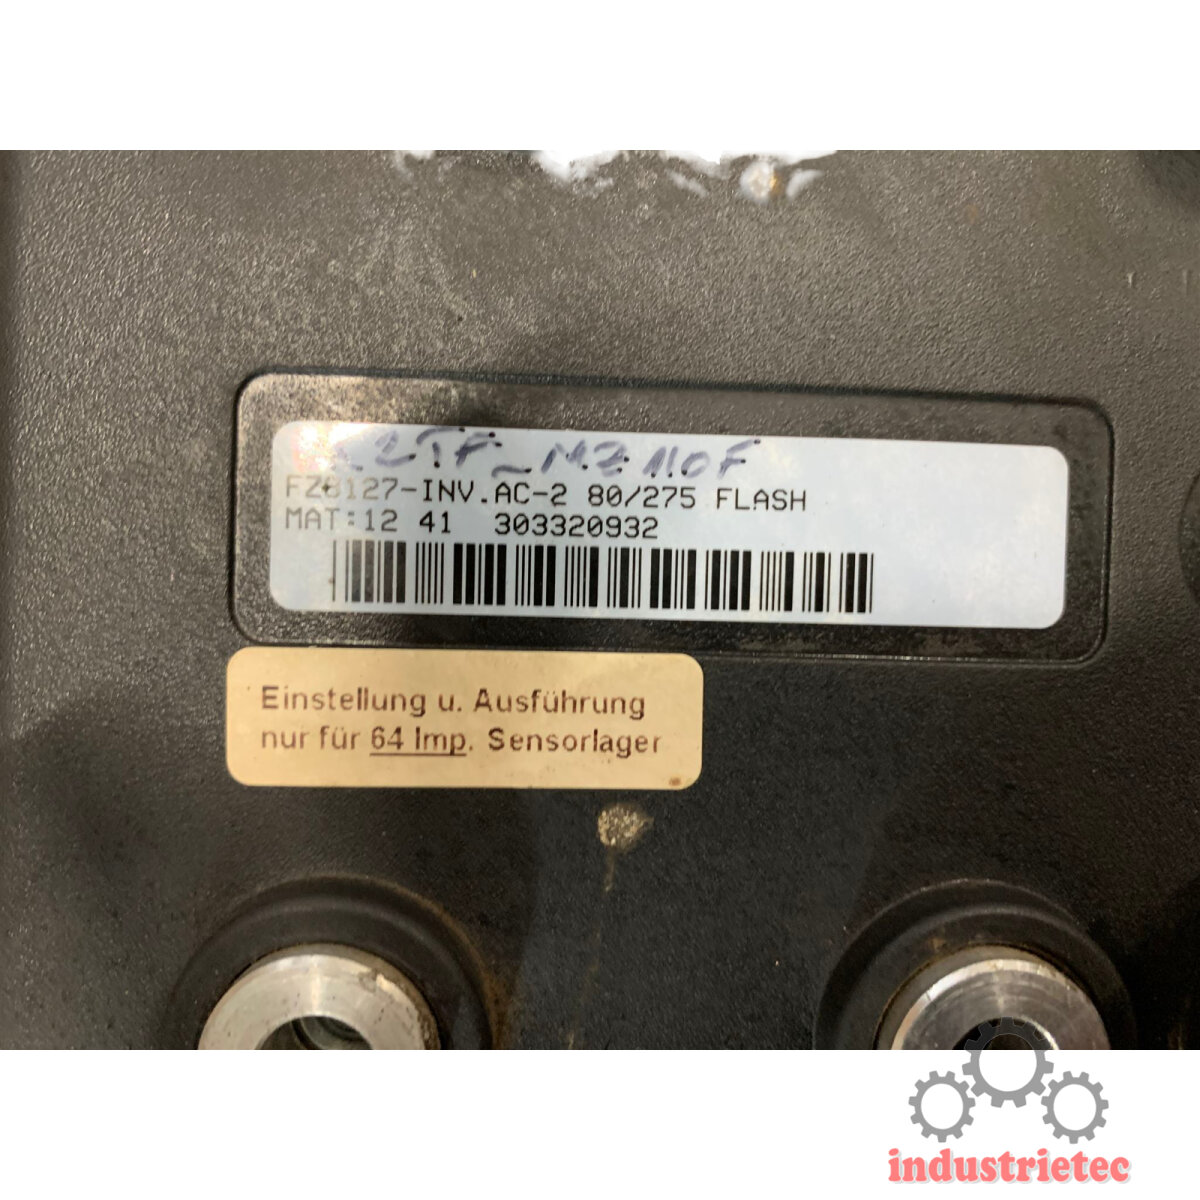 2TF_MZ110F
FZ8127-INV.AC-2 80/275 FLASH
MAT:12 41 303320932
Einstellung u. Ausführung
nur für 64 Imp. Sensorlager
industrietec